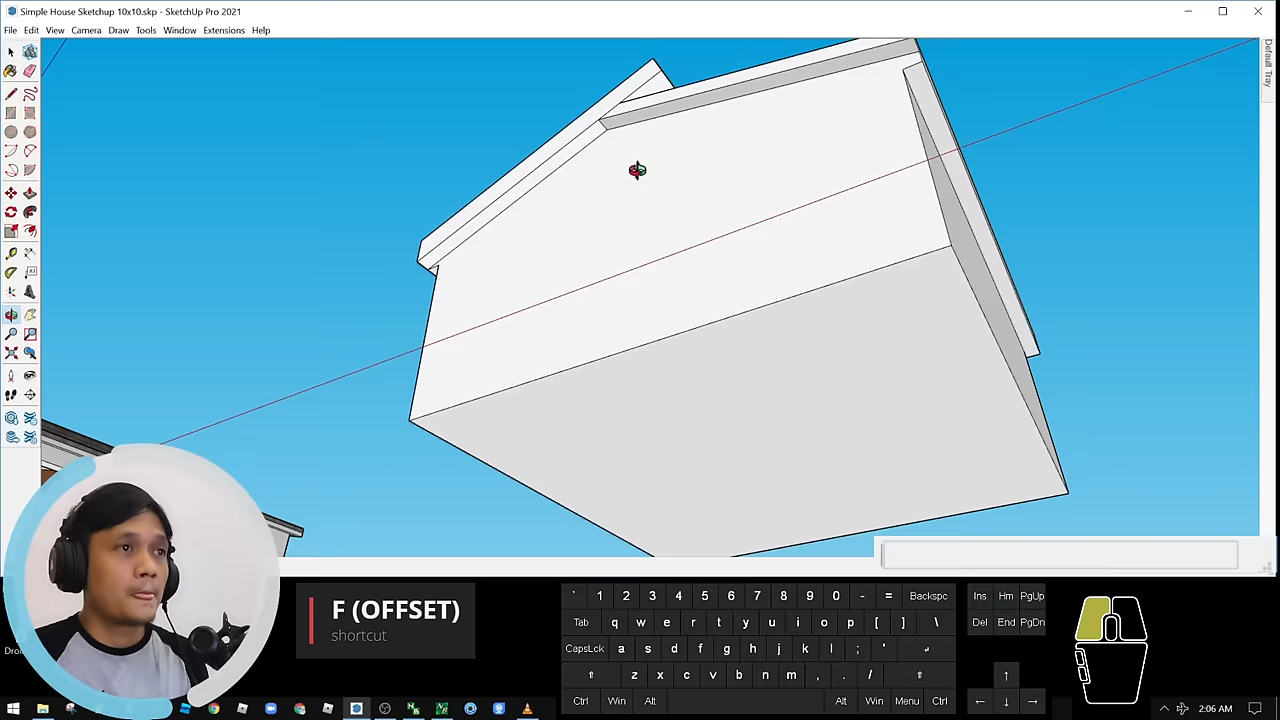 Simple House Sketchup 10x10.skp - SketchUp Pro 2021
File Edit View Camera Draw Tools Window Extensions Help
Default Tray
F (OFFSET)
shortcut
` 1 2 3 4 5 6 7 8 9 0 - = Backspc
Ins Hm PgUp
Tab q w e r t y u i o p [ ] \
Del End PgDn
CapsLck a s d f g h j k l ; '
z x c v b n m , . /
Ctrl Win Alt Alt Win Menu Ctrl
2:06 AM